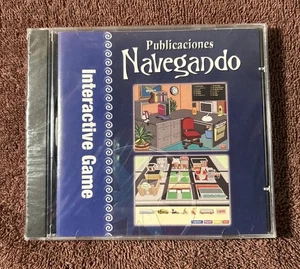 Publicaciones
Navegando
Interactive Game